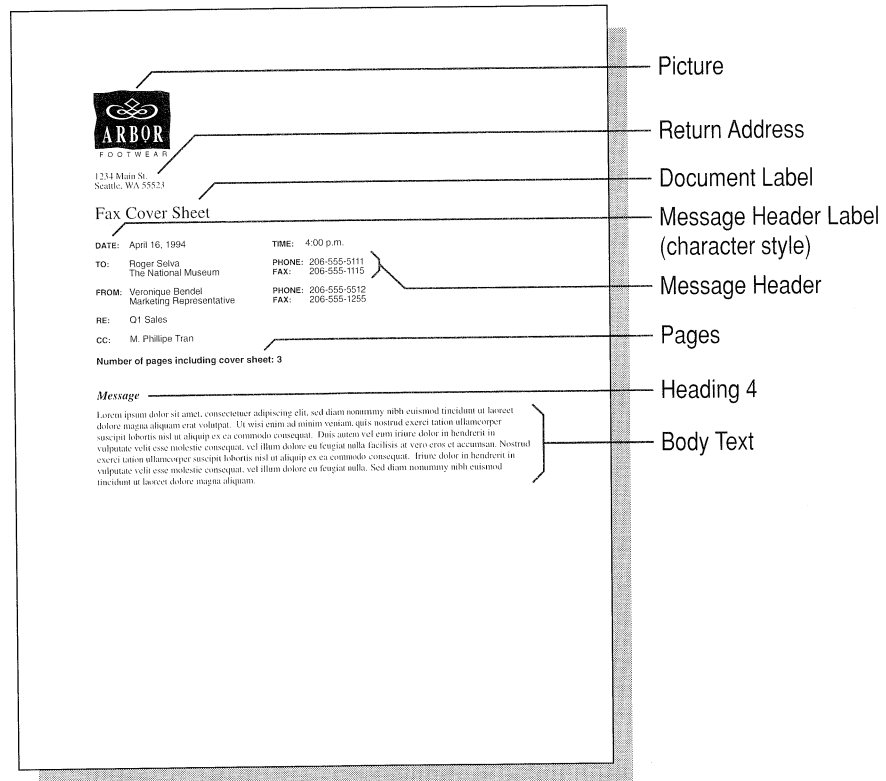 Picture
ARBOR
FOOTWEAR
Return Address
1234 Main St.
Seattle, WA 55523
Document Label
Fax Cover Sheet
Message Header Label
(character style)
DATE: April 16, 1994 TIME: 4:00 p.m.
TO: Roger Selva PHONE: 206-555-5111
The National Museum FAX: 206-555-1115
Message Header
FROM: Veronique Bendel PHONE: 206-555-5512
Marketing Representative FAX: 206-555-1255
RE: Q1 Sales
Pages
CC: M. Phillipe Tran
Number of pages including cover sheet: 3
Heading 4
Message
Body Text
Lorem ipsum dolor sit amet, consectetuer adipiscing elit, sed diam nonummy nibh euismod tincidunt ut laoreet
dolore magna aliquam erat volutpat. Ut wisi enim ad minim veniam, quis nostrud exerci tation ullamcorper
suscipit lobortis nisl ut aliquip ex ea commodo consequat. Duis autem vel eum iriure dolor in hendrerit in
vulputate velit esse molestie consequat, vel illum dolore eu feugiat nulla facilisis at vero eros et accumsan. Nostrud
exerci tation ullamcorper suscipit lobortis nisl ut aliquip ex ea commodo consequat. Iriure dolor in hendrerit in
vulputate velit esse molestie consequat, vel illum dolore eu feugiat nulla. Sed diam nonummy nibh euismod
tincidunt ut laoreet dolore magna aliquam.